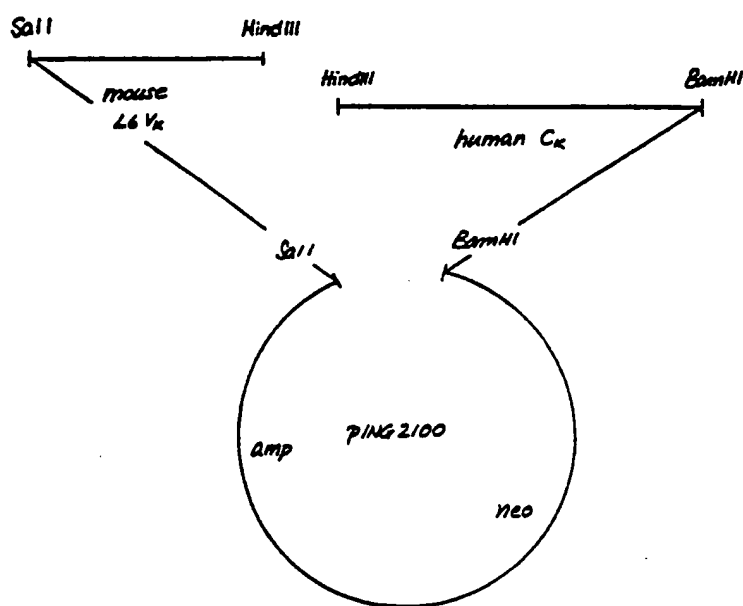 SalI
HindIII
mouse
L6 Vκ
HindIII
BamHI
human Cκ
SalI
BamHI
amp
pING2100
neo